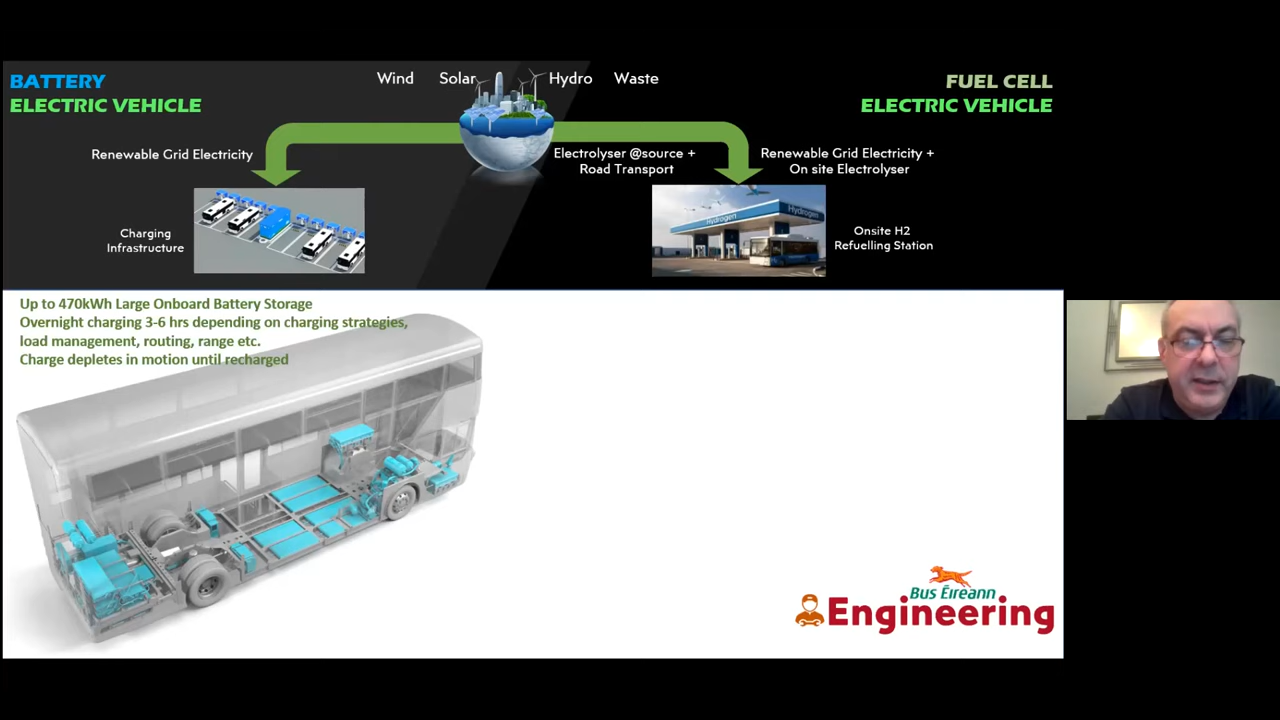 BATTERY
ELECTRIC VEHICLE
Wind Solar Hydro Waste
FUEL CELL
ELECTRIC VEHICLE
Renewable Grid Electricity
Electrolyser @source +
Road Transport
Renewable Grid Electricity +
On site Electrolyser
Charging
Infrastructure
Hydrogen
Hydrogen
Onsite H2
Refuelling Station
Up to 470kWh Large Onboard Battery Storage
Overnight charging 3-6 hrs depending on charging strategies,
load management, routing, range etc.
Charge depletes in motion until recharged
Bus Éireann
Engineering